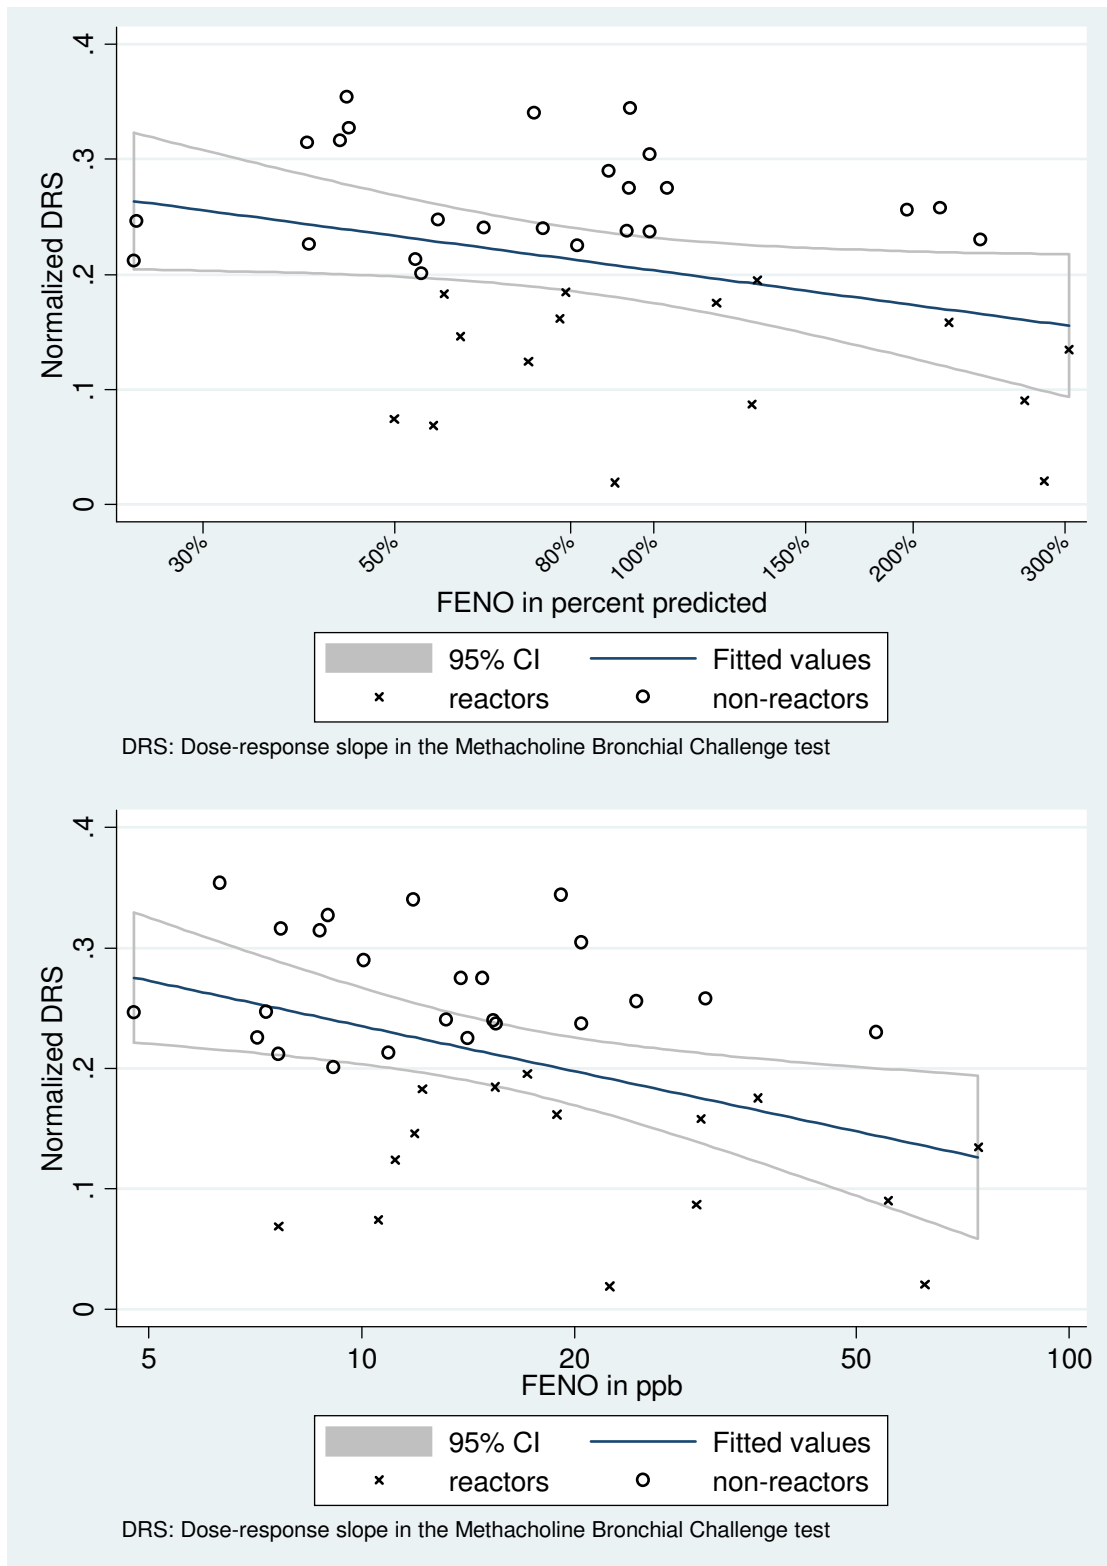 .4
.3
.2
.1
0
Normalized DRS
30%
50%
80%
100%
150%
200%
300%
FENO in percent predicted
95% CI
Fitted values
reactors
non-reactors
DRS: Dose-response slope in the Methacholine Bronchial Challenge test
.4
.3
.2
.1
0
Normalized DRS
5
10
20
50
100
FENO in ppb
95% CI
Fitted values
reactors
non-reactors
DRS: Dose-response slope in the Methacholine Bronchial Challenge test